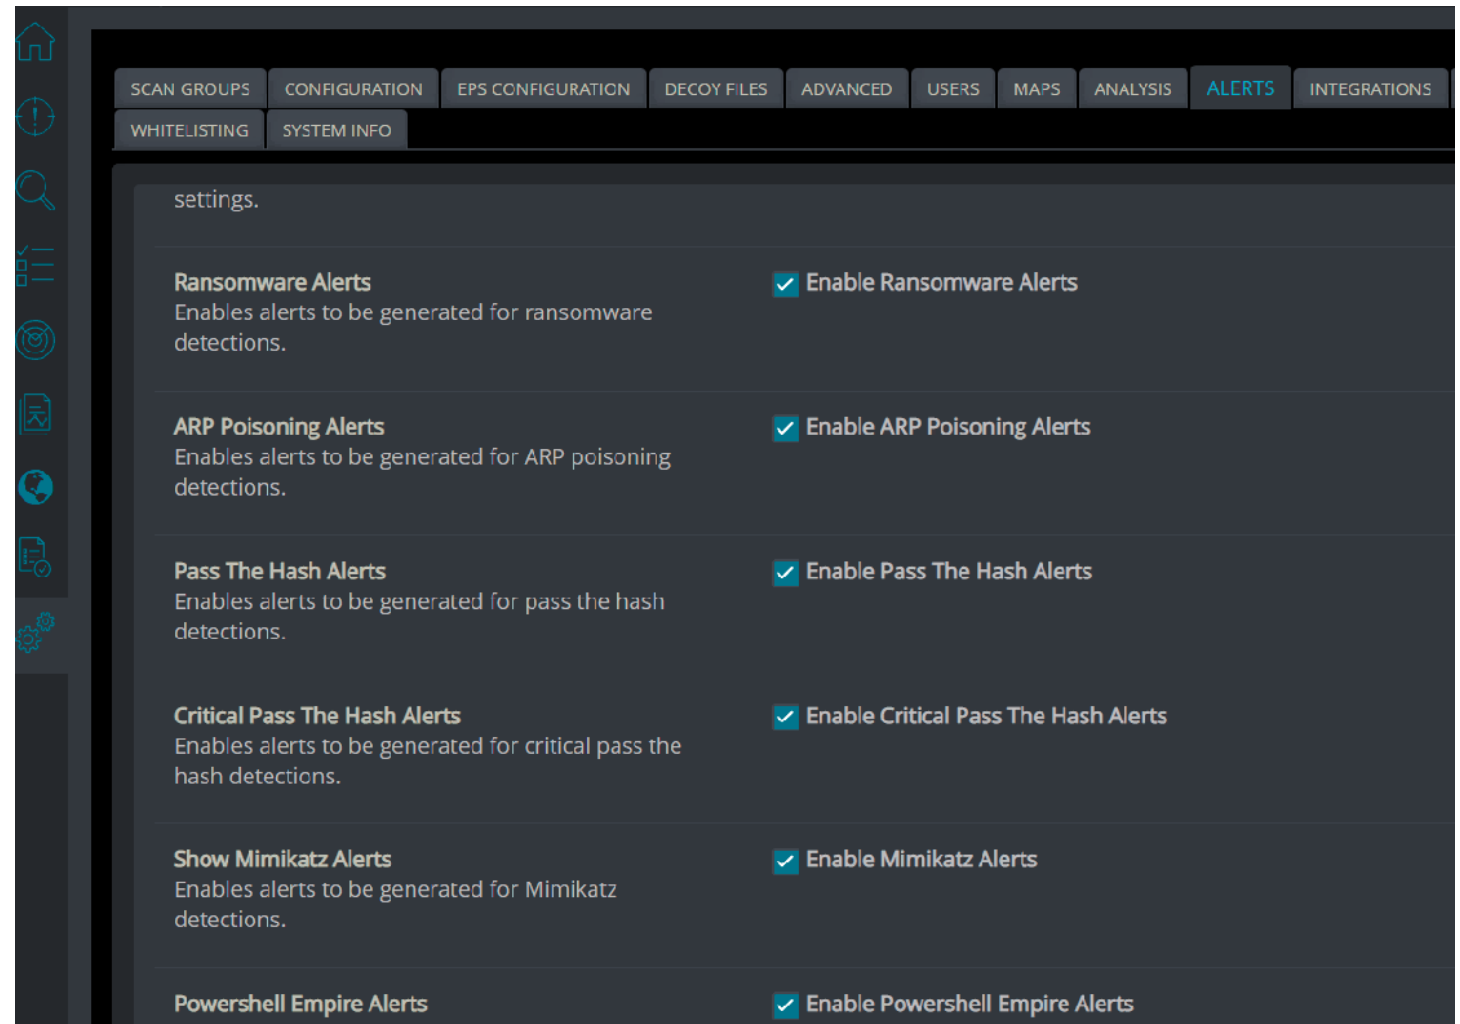 SCAN GROUPS CONFIGURATION EPS CONFIGURATION DECOY FILES ADVANCED USERS MAPS ANALYSIS ALERTS INTEGRATIONS
WHITELISTING SYSTEM INFO
settings.
Ransomware Alerts
Enables alerts to be generated for ransomware
detections.
Enable Ransomware Alerts
ARP Poisoning Alerts
Enables alerts to be generated for ARP poisoning
detections.
Enable ARP Poisoning Alerts
Pass The Hash Alerts
Enables alerts to be generated for pass the hash
detections.
Enable Pass The Hash Alerts
Critical Pass The Hash Alerts
Enables alerts to be generated for critical pass the
hash detections.
Enable Critical Pass The Hash Alerts
Show Mimikatz Alerts
Enables alerts to be generated for Mimikatz
detections.
Enable Mimikatz Alerts
Powershell Empire Alerts
Enable Powershell Empire Alerts